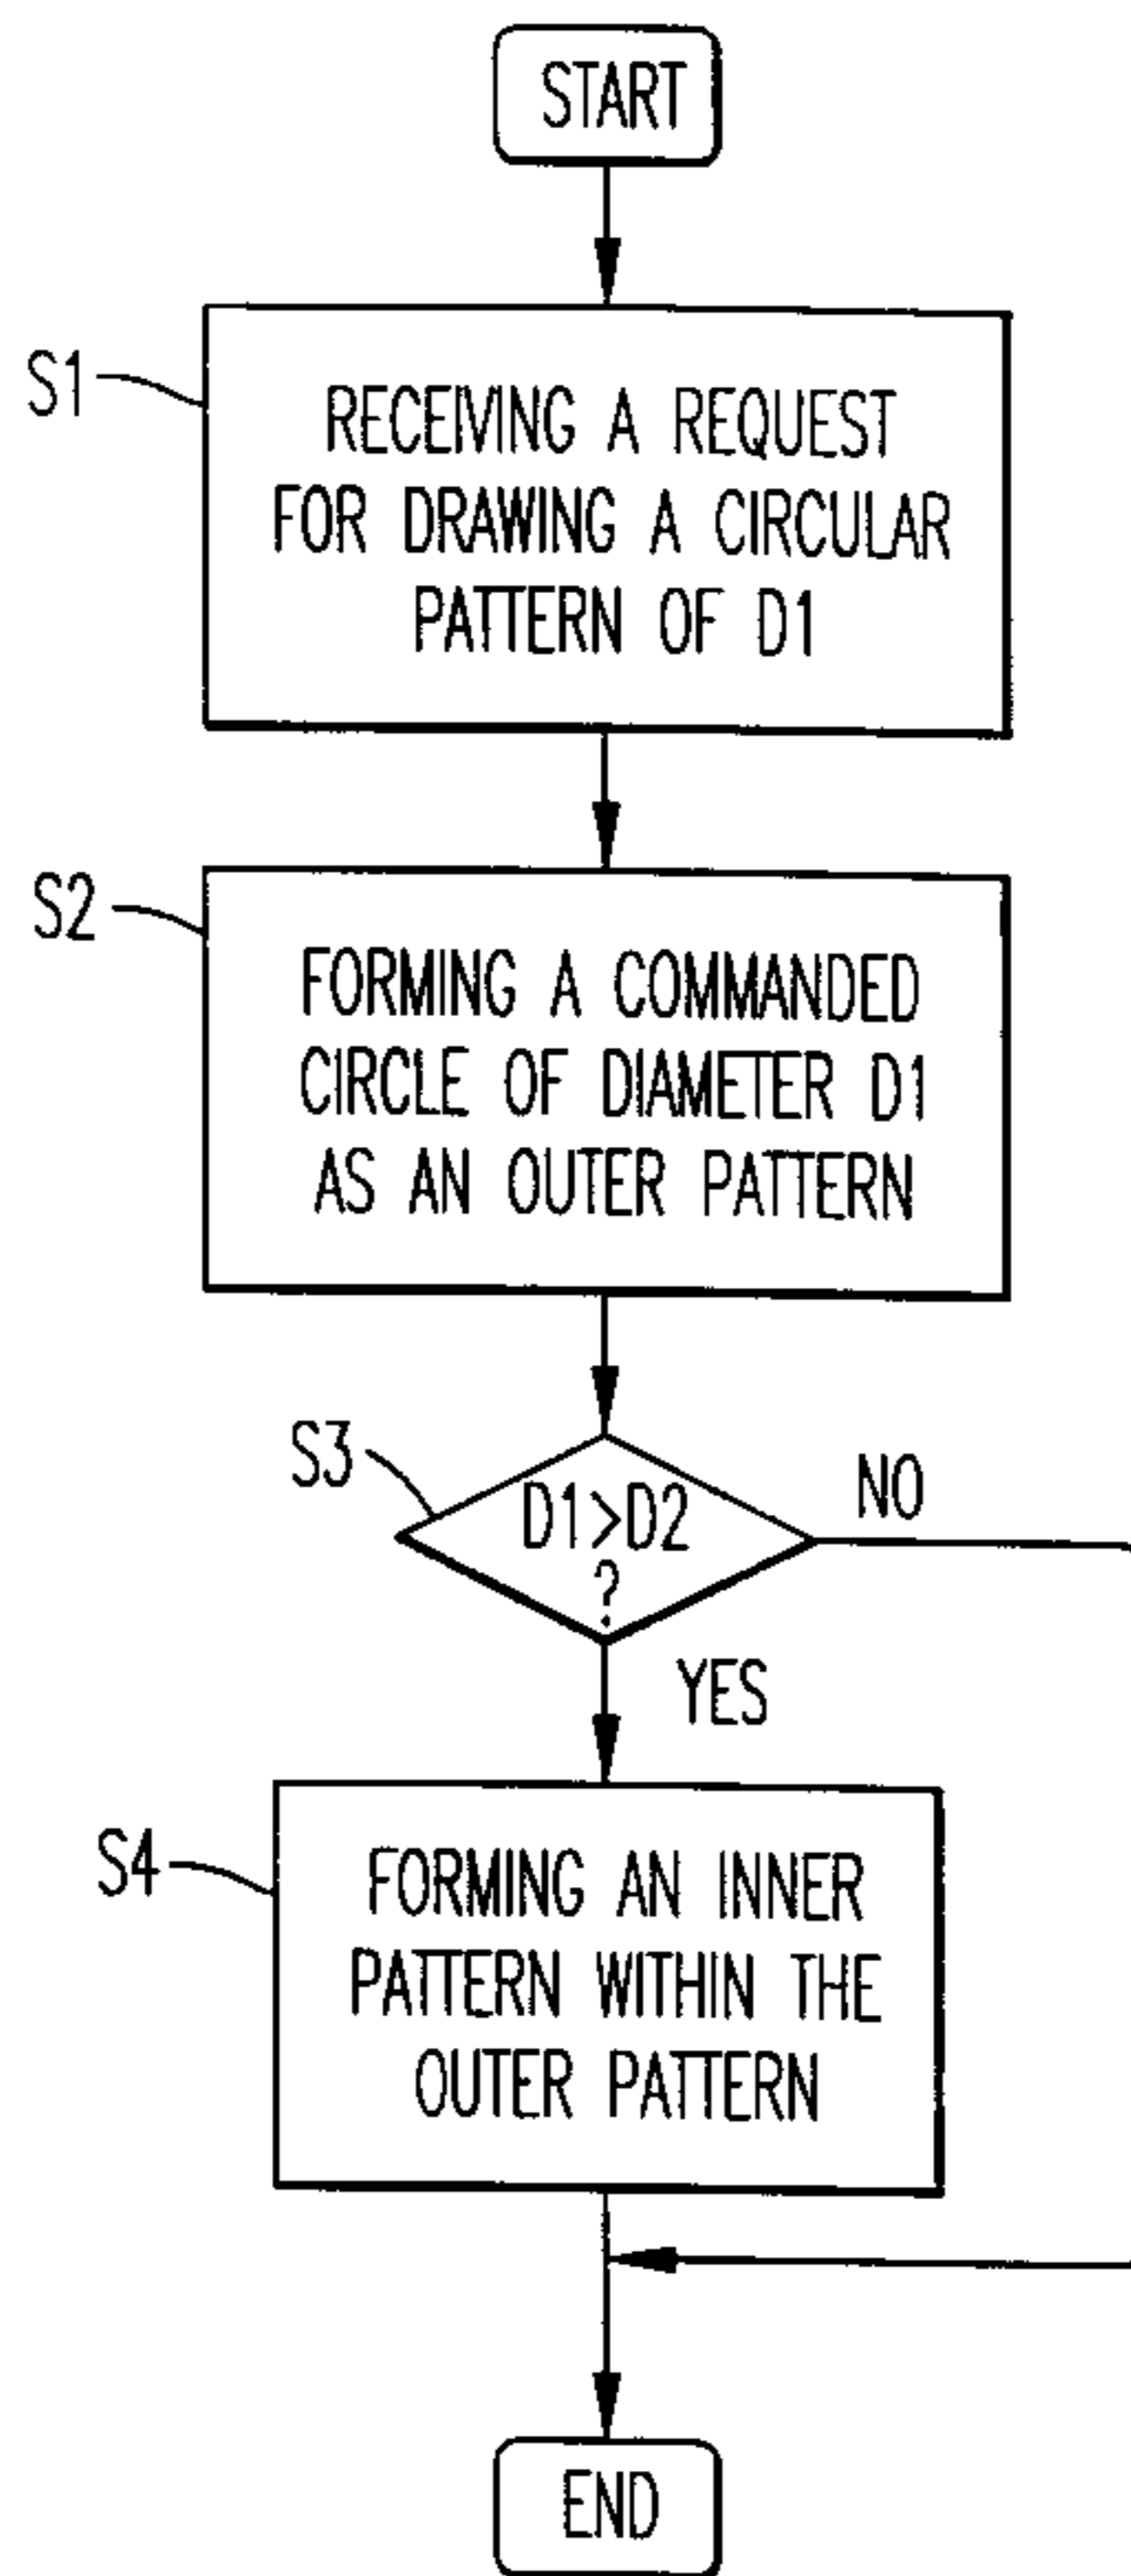 START
S1
RECEIVING A REQUEST
FOR DRAWING A CIRCULAR
PATTERN OF D1
S2
FORMING A COMMANDED
CIRCLE OF DIAMETER D1
AS AN OUTER PATTERN
S3
D1>D2
?
NO
YES
S4
FORMING AN INNER
PATTERN WITHIN THE
OUTER PATTERN
END